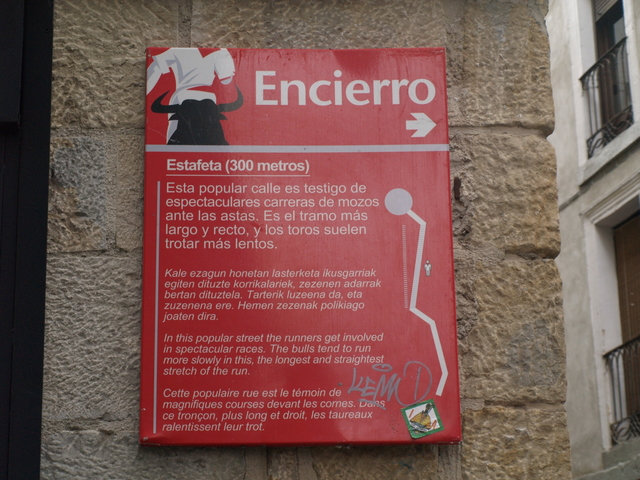 Encierro
Estafeta (300 metros)
Esta popular calle es testigo de
espectaculares carreras de mozos
ante las astas. Es el tramo más
largo y recto, y los toros suelen
trotar más lentos.
Kale ezagun honetan lasterketa ikusgarriak
egiten dituzte korrikalariek, zezenen adarrak
bertan dituztela. Tarterik luzeena da, eta
zuzenena ere. Hemen zezenak polikiago
joaten dira.
In this popular street the runners get involved
in spectacular races. The bulls tend to run
more slowly in this, the longest and straightest
stretch of the run.
Cette populaire rue est le témoin de
magnifiques courses devant les cornes. Dans
ce tronçon, plus long et droit, les taureaux
ralentissent leur trot.